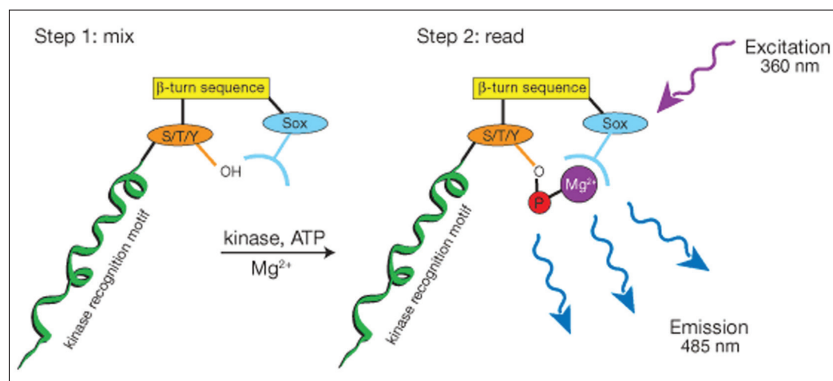 Step 1: mix
β-turn sequence
S/T/Y
Sox
OH
kinase recognition motif
kinase, ATP
Mg²⁺
Step 2: read
Excitation
360 nm
β-turn sequence
S/T/Y
Sox
O
P
Mg²⁺
kinase recognition motif
Emission
485 nm